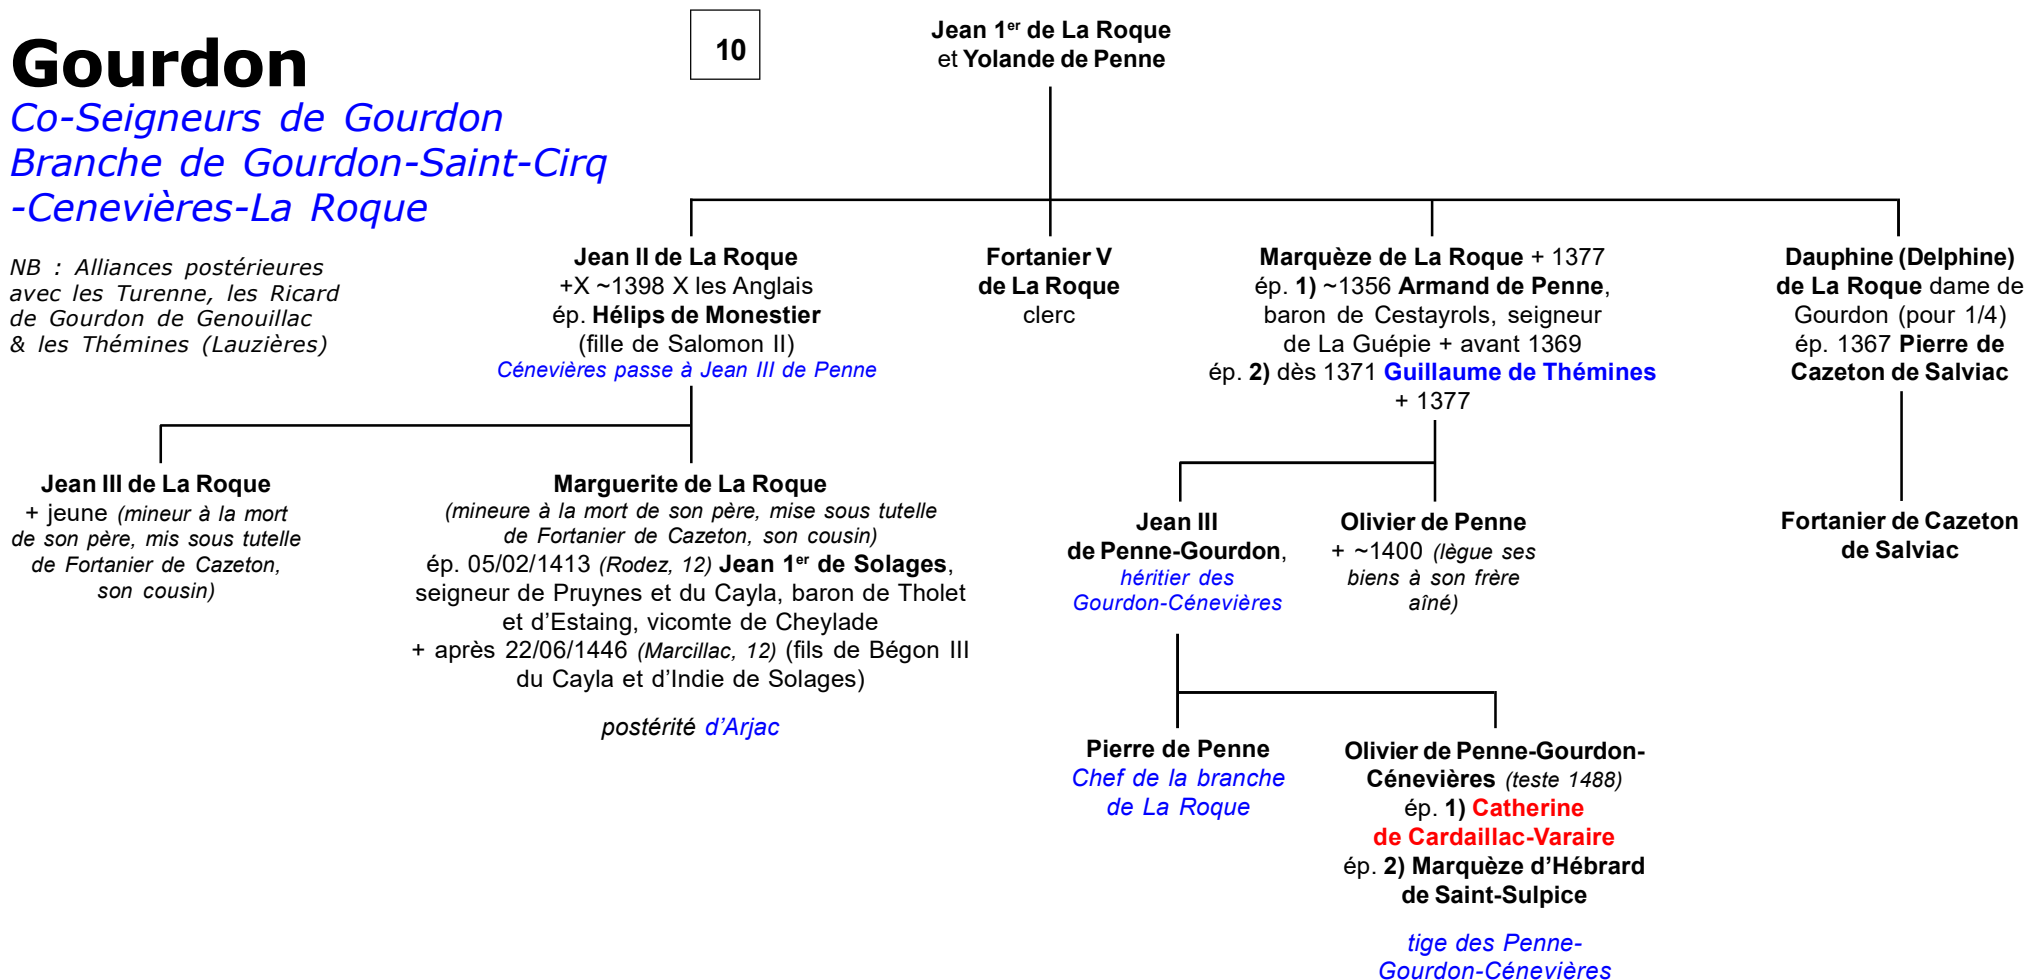 Gourdon
Co-Seigneurs de Gourdon
Branche de Gourdon-Saint-Cirq
-Cenevières-La Roque
NB : Alliances postérieures
avec les Turenne, les Ricard
de Gourdon de Genouillac
& les Thémines (Lauzières)
10
Jean 1er de La Roque
et Yolande de Penne
Jean II de La Roque
+X ~1398 X les Anglais
ép. Hélips de Monestier
(fille de Salomon II)
Cénevières passe à Jean III de Penne
Fortanier V
de La Roque
clerc
Marquèze de La Roque + 1377
ép. 1) ~1356 Armand de Penne,
baron de Cestayrols, seigneur
de La Guépie + avant 1369
ép. 2) dès 1371 Guillaume de Thémines
+ 1377
Dauphine (Delphine)
de La Roque dame de
Gourdon (pour 1/4)
ép. 1367 Pierre de
Cazeton de Salviac
Jean III de La Roque
+ jeune (mineur à la mort
de son père, mis sous tutelle
de Fortanier de Cazeton,
son cousin)
Marguerite de La Roque
(mineure à la mort de son père, mise sous tutelle
de Fortanier de Cazeton, son cousin)
ép. 05/02/1413 (Rodez, 12) Jean 1er de Solages,
seigneur de Pruynes et du Cayla, baron de Tholet
et d'Estaing, vicomte de Cheylade
+ après 22/06/1446 (Marcillac, 12) (fils de Bégon III
du Cayla et d'Indie de Solages)
postérité d'Arjac
Jean III
de Penne-Gourdon,
héritier des
Gourdon-Cénevières
Olivier de Penne
+ ~1400 (lègue ses
biens à son frère
aîné)
Fortanier de Cazeton
de Salviac
Pierre de Penne
Chef de la branche
de La Roque
Olivier de Penne-Gourdon-
Cénevières (teste 1488)
ép. 1) Catherine
de Cardaillac-Varaire
ép. 2) Marquèze d'Hébrard
de Saint-Sulpice
tige des Penne-
Gourdon-Cénevières